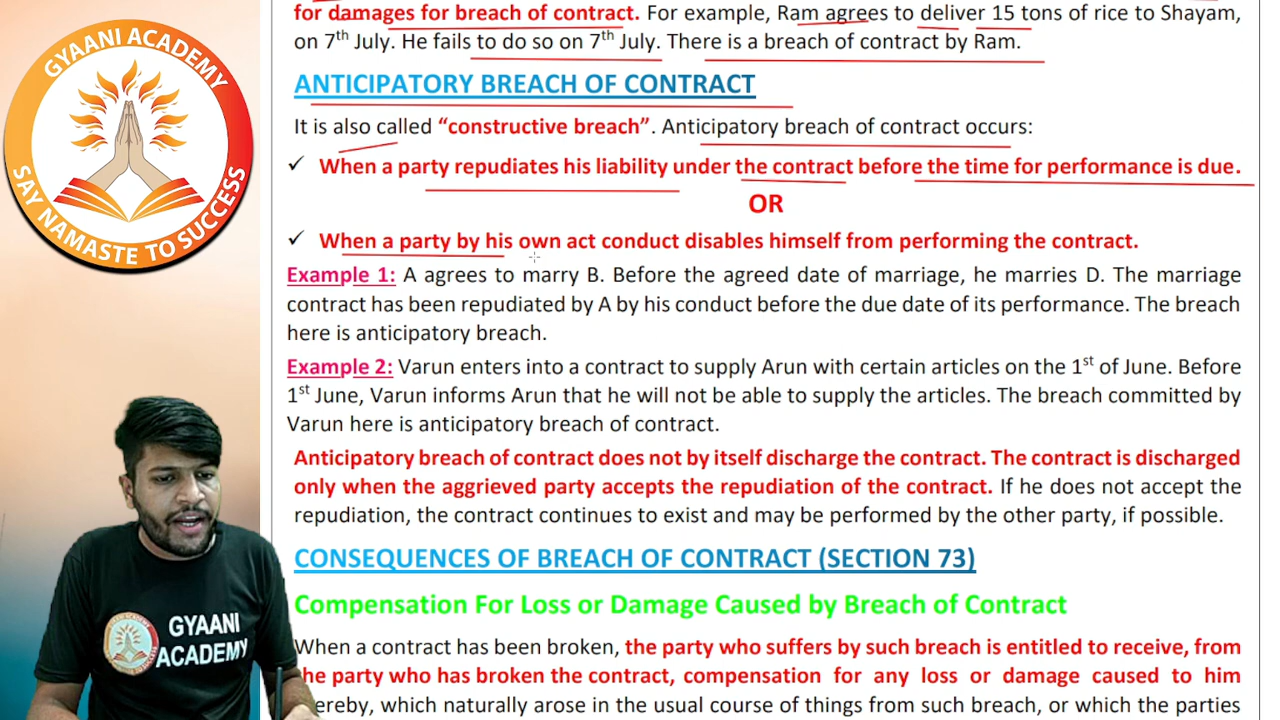 for damages for breach of contract. For example, Ram agrees to deliver 15 tons of rice to Shayam,
on 7th July. He fails to do so on 7th July. There is a breach of contract by Ram.
ANTICIPATORY BREACH OF CONTRACT
It is also called “constructive breach”. Anticipatory breach of contract occurs:
✓ When a party repudiates his liability under the contract before the time for performance is due.
OR
✓ When a party by his own act conduct disables himself from performing the contract.
Example 1: A agrees to marry B. Before the agreed date of marriage, he marries D. The marriage
contract has been repudiated by A by his conduct before the due date of its performance. The breach
here is anticipatory breach.
Example 2: Varun enters into a contract to supply Arun with certain articles on the 1st of June. Before
1st June, Varun informs Arun that he will not be able to supply the articles. The breach committed by
Varun here is anticipatory breach of contract.
Anticipatory breach of contract does not by itself discharge the contract. The contract is discharged
only when the aggrieved party accepts the repudiation of the contract. If he does not accept the
repudiation, the contract continues to exist and may be performed by the other party, if possible.
CONSEQUENCES OF BREACH OF CONTRACT (SECTION 73)
Compensation For Loss or Damage Caused by Breach of Contract
When a contract has been broken, the party who suffers by such breach is entitled to receive, from
he party who has broken the contract, compensation for any loss or damage caused to him
ereby, which naturally arose in the usual course of things from such breach, or which the parties
GYAANI ACADEMY
SAY NAMASTE TO SUCCESS
GYAANI
ACADEMY